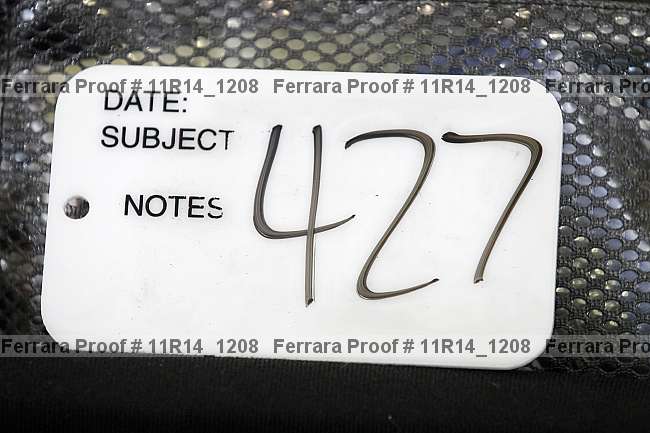 Ferrara Proof # 11R14_1208 Ferrara Proof # 11R14_1208
DATE:
SUBJECT
427
NOTES
Ferrara Proof # 11R14_1208 Ferrara Proof # 11R14_1208